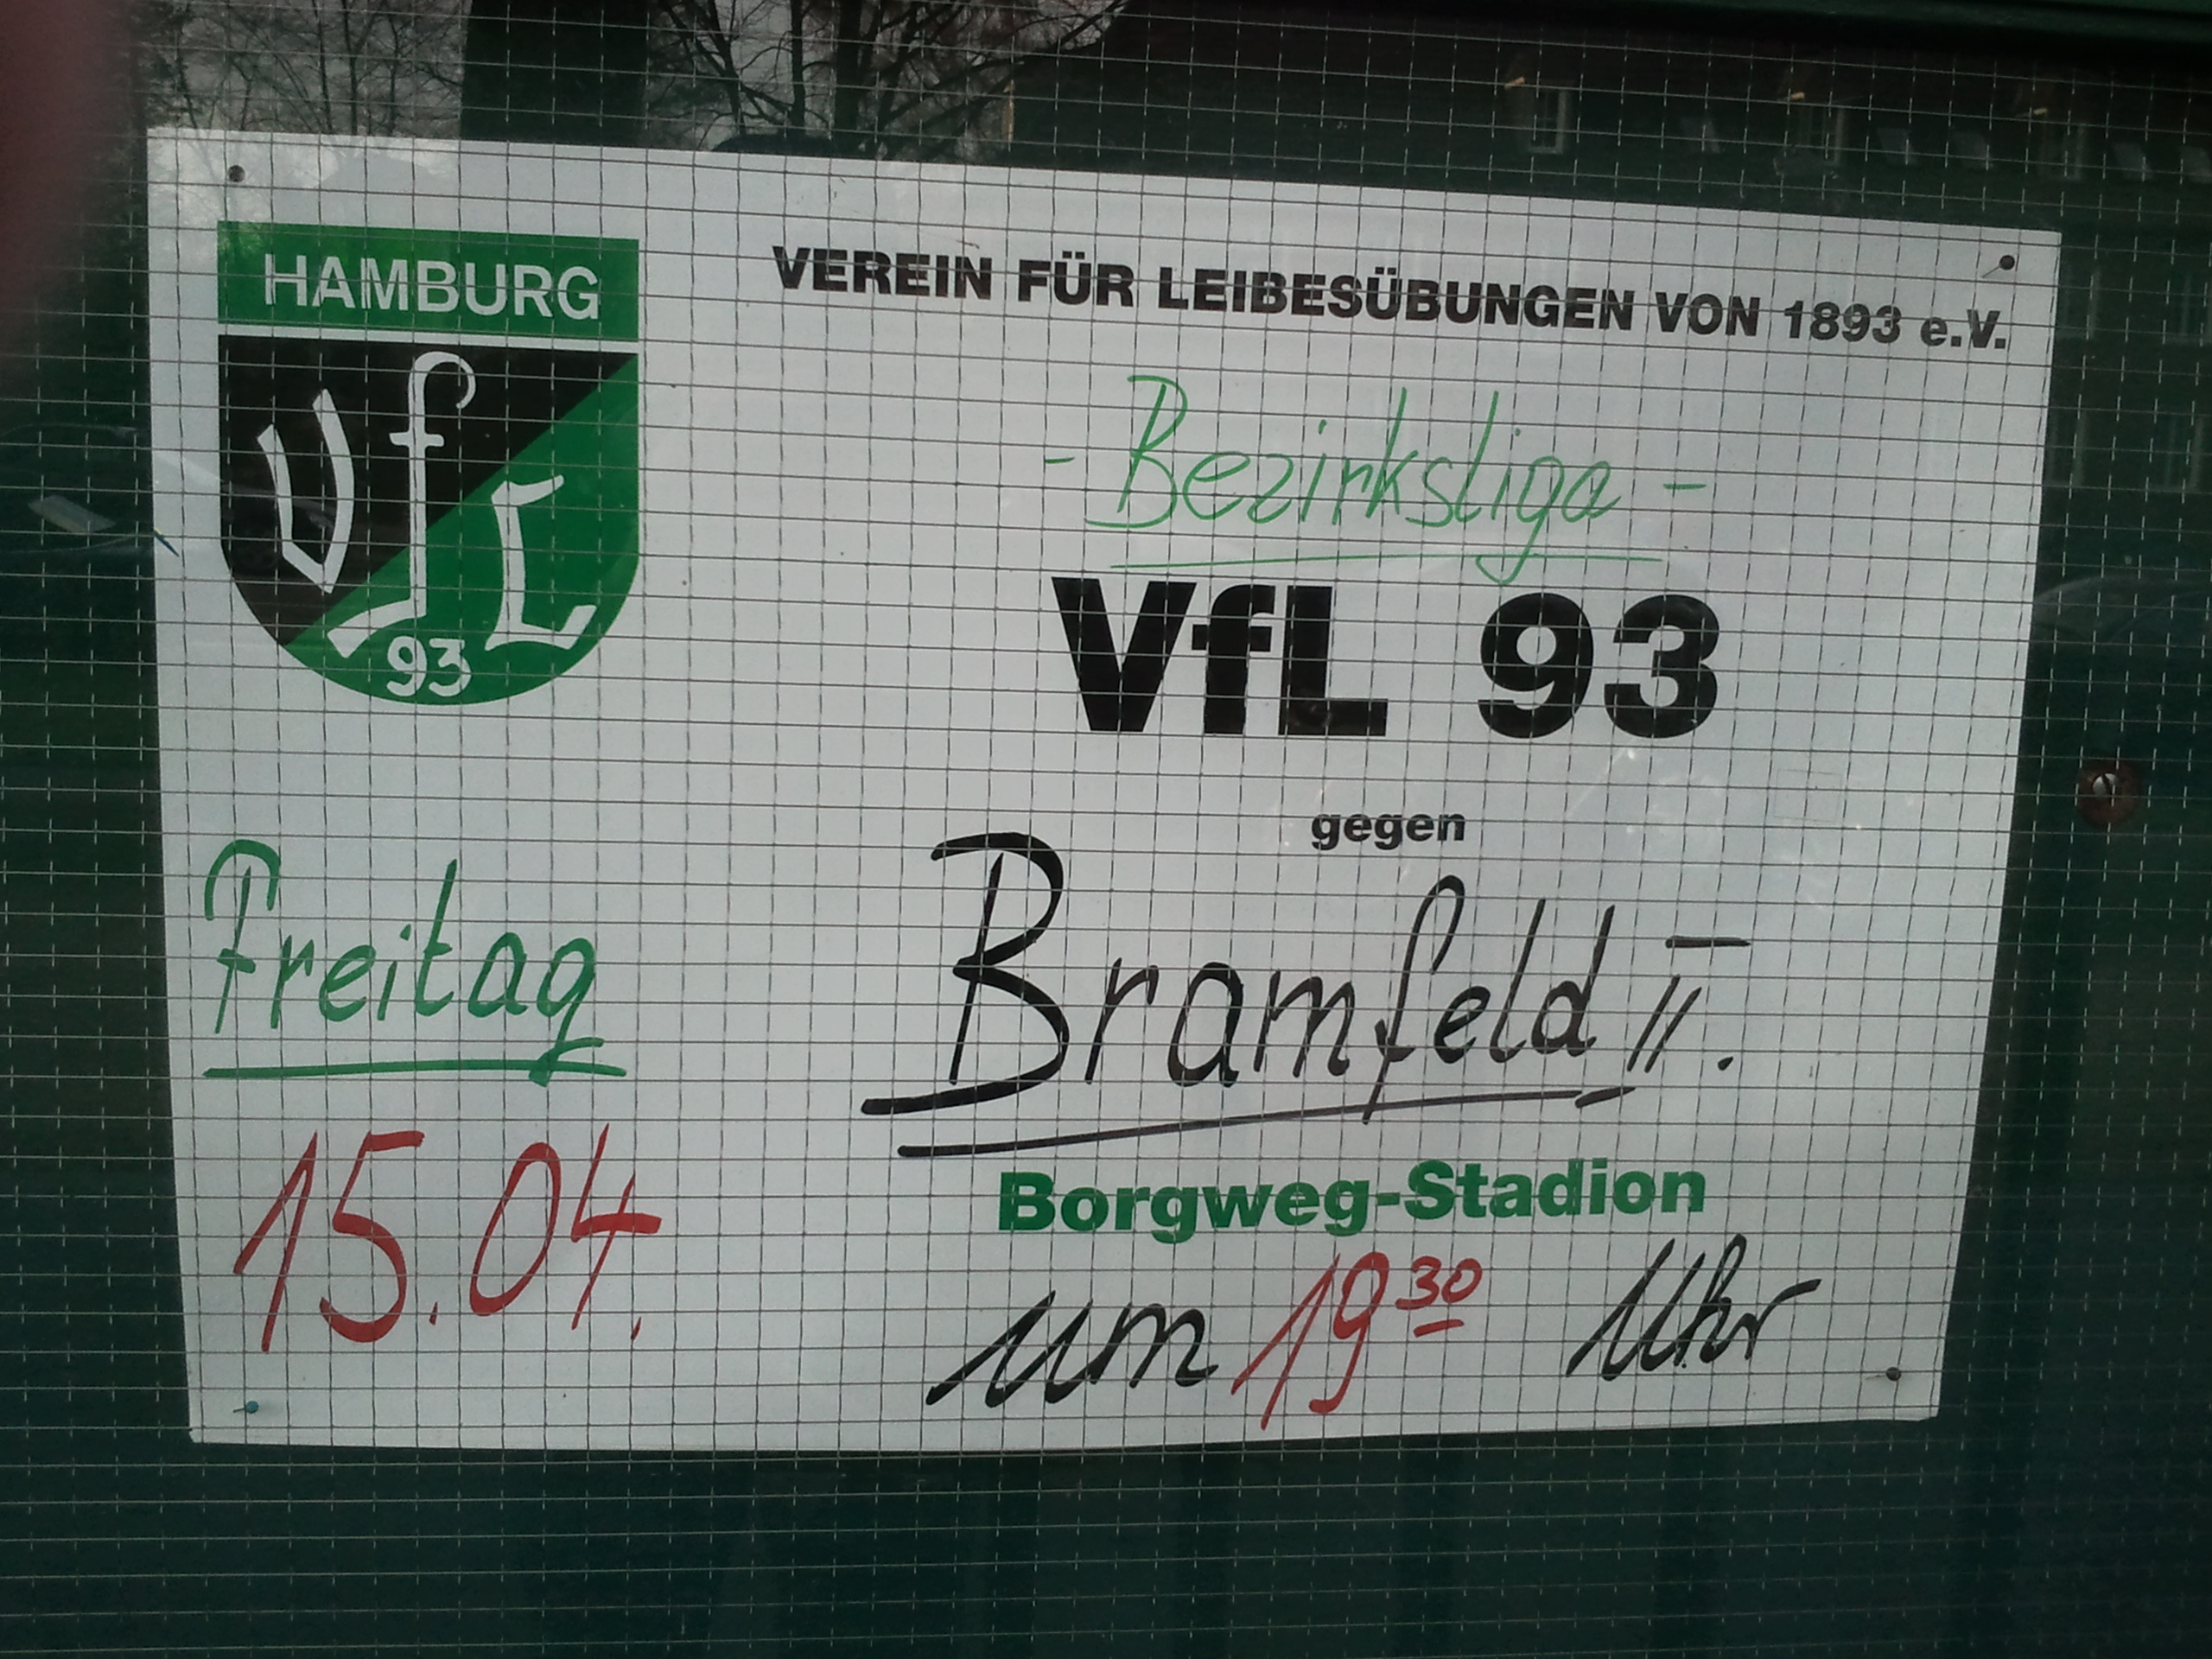 HAMBURG
VfL
93
VEREIN FÜR LEIBESÜBUNGEN VON 1893 e.V.
- Bezirksliga -
VfL 93
gegen
Bramfeld II.
Freitag
15.04.
Borgweg-Stadion
um 19 30 Uhr